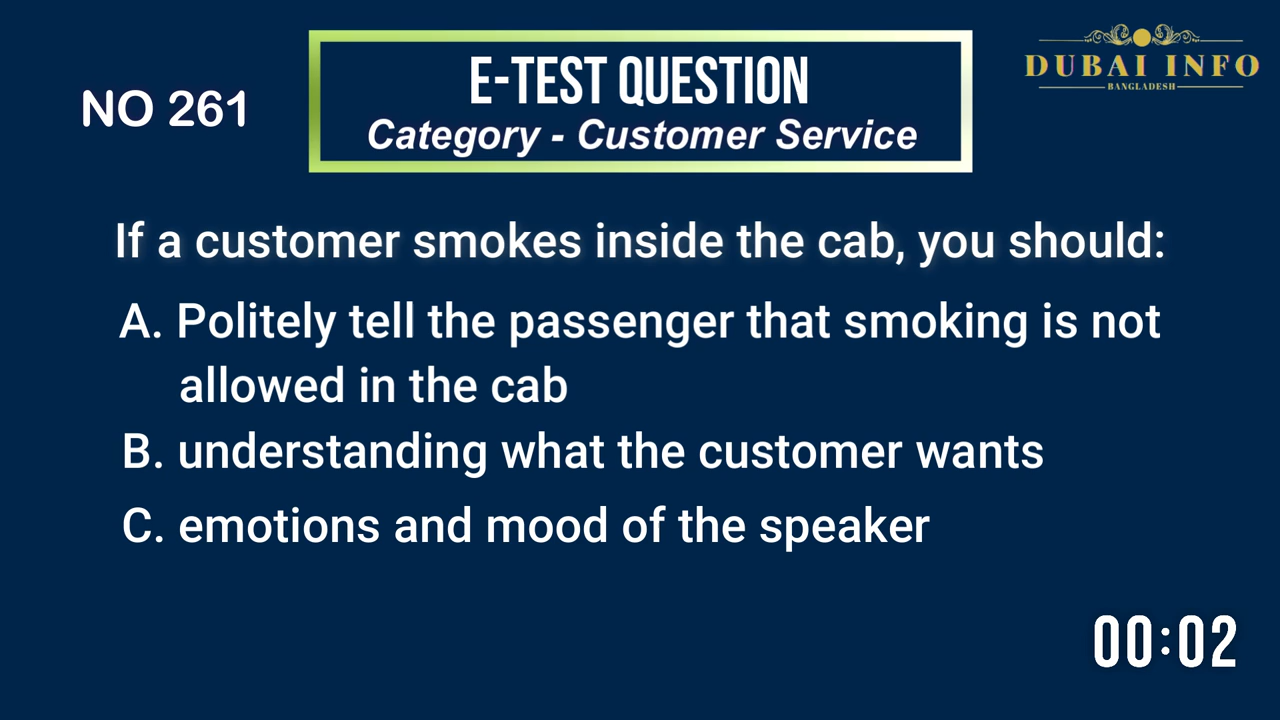 DUBAI INFO
BANGLADESH
NO 261
E-TEST QUESTION
Category - Customer Service
If a customer smokes inside the cab, you should:
A. Politely tell the passenger that smoking is not
allowed in the cab
B. understanding what the customer wants
C. emotions and mood of the speaker
00:02